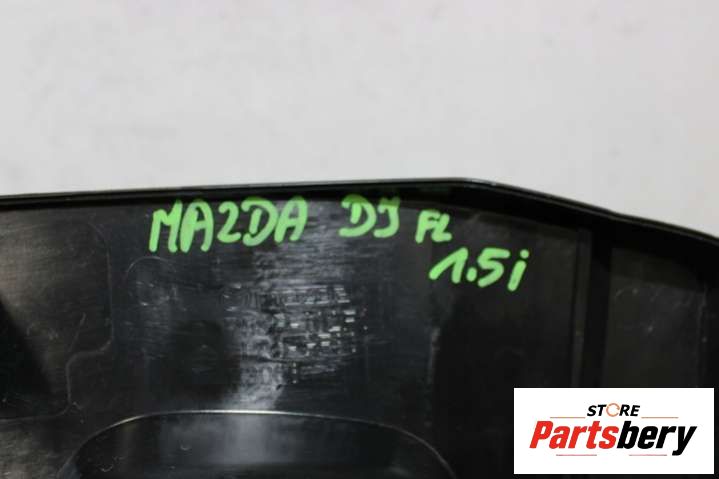 MAZDA DJ FL
1.5i
STORE
Partsbery